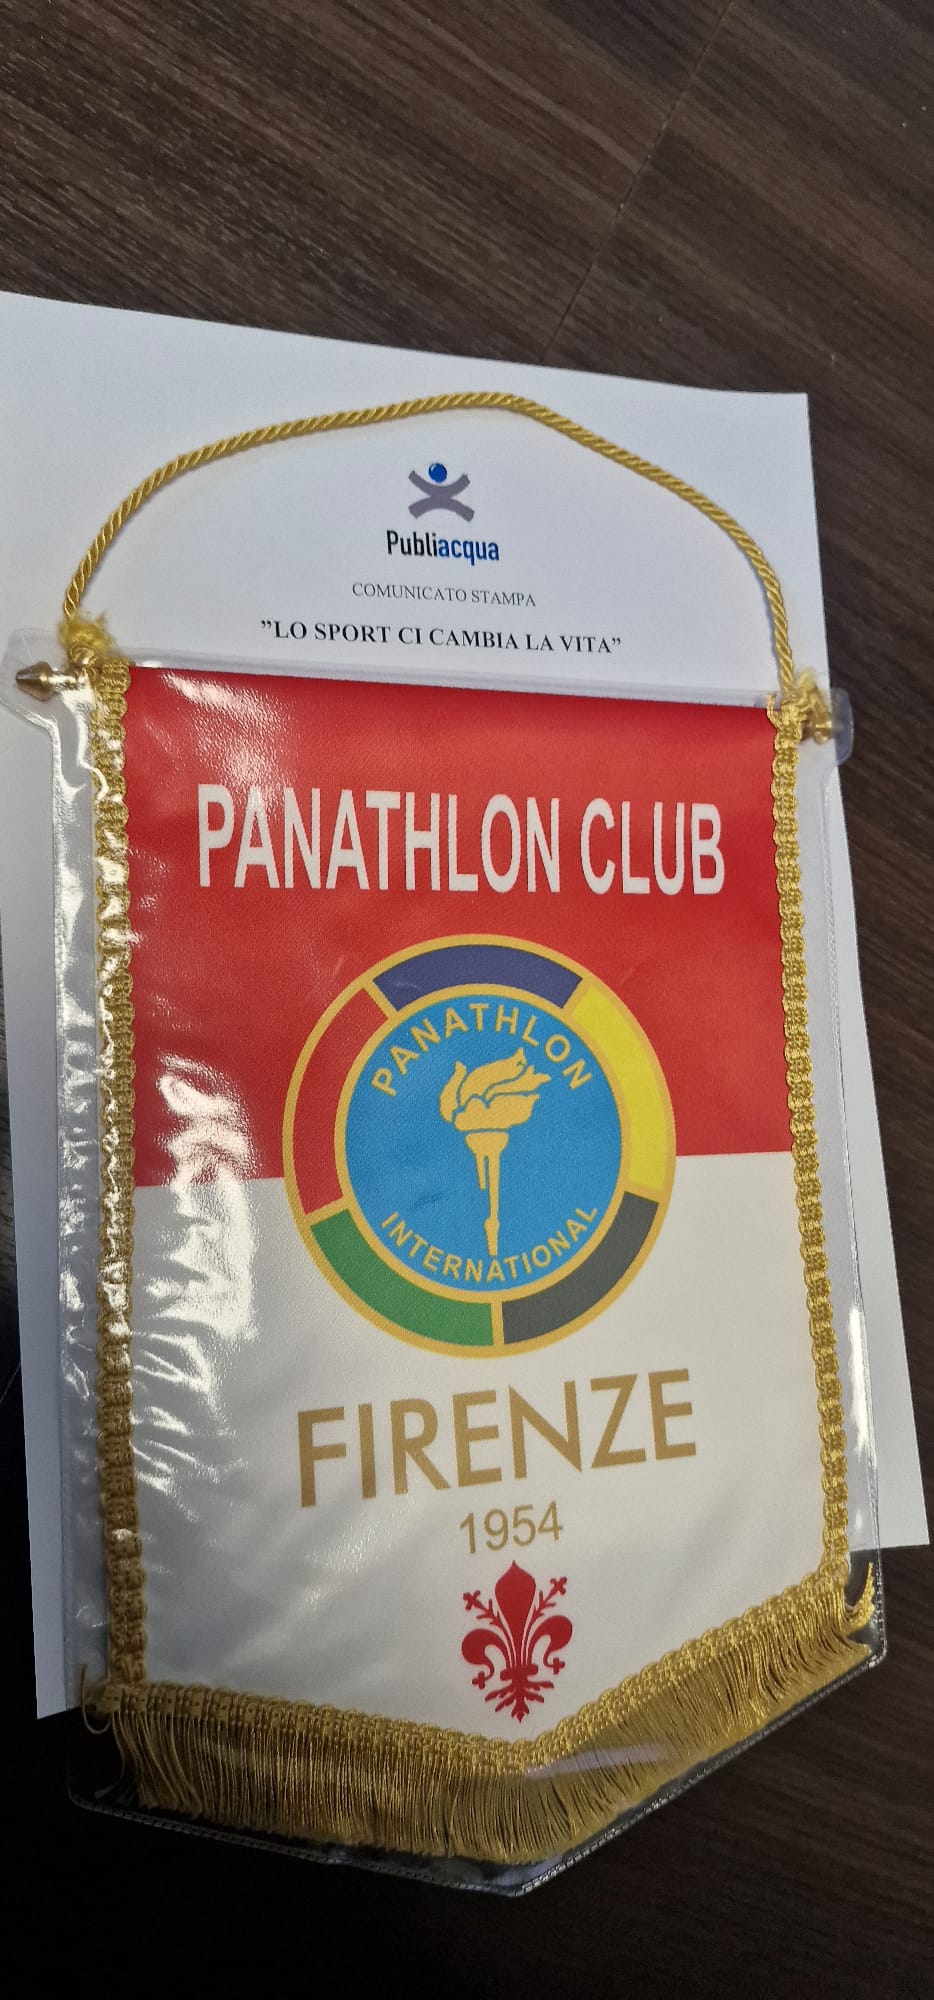 Publiacqua
COMUNICATO STAMPA
”LO SPORT CI CAMBIA LA VITA”
PANATHLON CLUB
PANATHLON
INTERNATIONAL
FIRENZE
1954